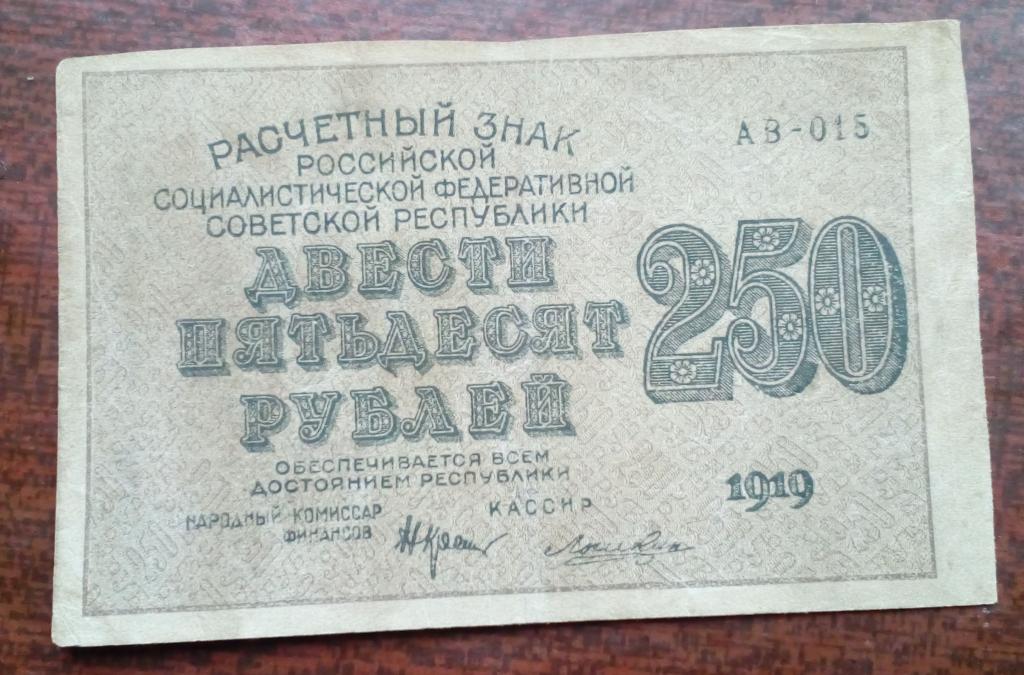 РАСЧЕТНЫЙ ЗНАК
РОССИЙСКОЙ
СОЦИАЛИСТИЧЕСКОЙ ФЕДЕРАТИВНОЙ
СОВЕТСКОЙ РЕСПУБЛИКИ
АВ-015
ДВЕСТИ
ПЯТЬДЕСЯТ
РУБЛЕЙ
250
ОБЕСПЕЧИВАЕТСЯ ВСЕМ
ДОСТОЯНИЕМ РЕСПУБЛИКИ
1919
НАРОДНЫЙ КОМИССАР
ФИНАНСОВ
КАССИР